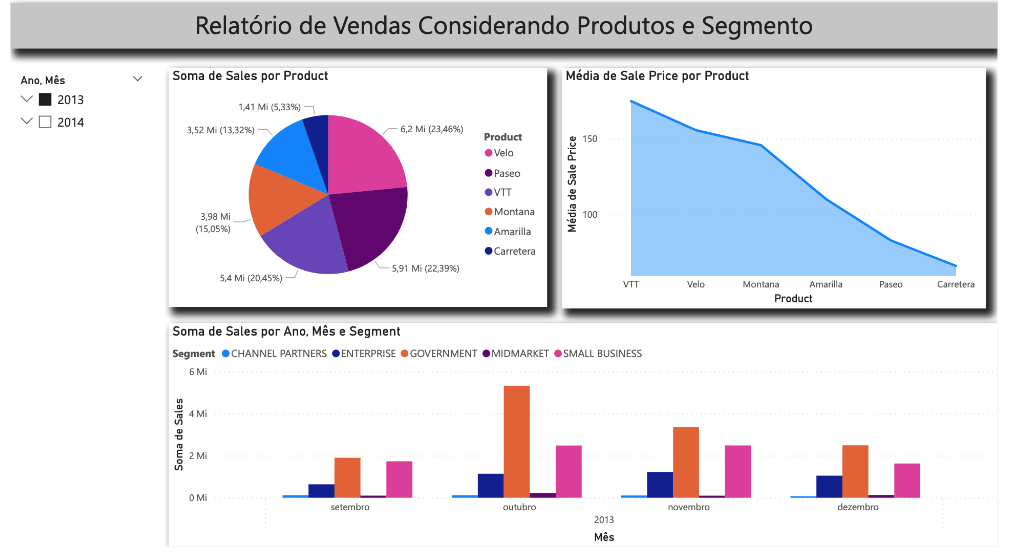 Relatório de Vendas Considerando Produtos e Segmento
Ano, Mês
2013
2014
Soma de Sales por Product
1,41 Mi (5,33%)
3,52 Mi (13,32%)
6,2 Mi (23,46%)
3,98 Mi
(15,05%)
5,4 Mi (20,45%)
5,91 Mi (22,39%)
Product
Velo
Paseo
VTT
Montana
Amarilla
Carretera
Média de Sale Price por Product
Média de Sale Price
150
100
VTT Velo Montana Amarilla Paseo Carretera
Product
Soma de Sales por Ano, Mês e Segment
Segment CHANNEL PARTNERS ENTERPRISE GOVERNMENT MIDMARKET SMALL BUSINESS
Soma de Sales
6 Mi
4 Mi
2 Mi
0 Mi
setembro outubro novembro dezembro
2013
Mês